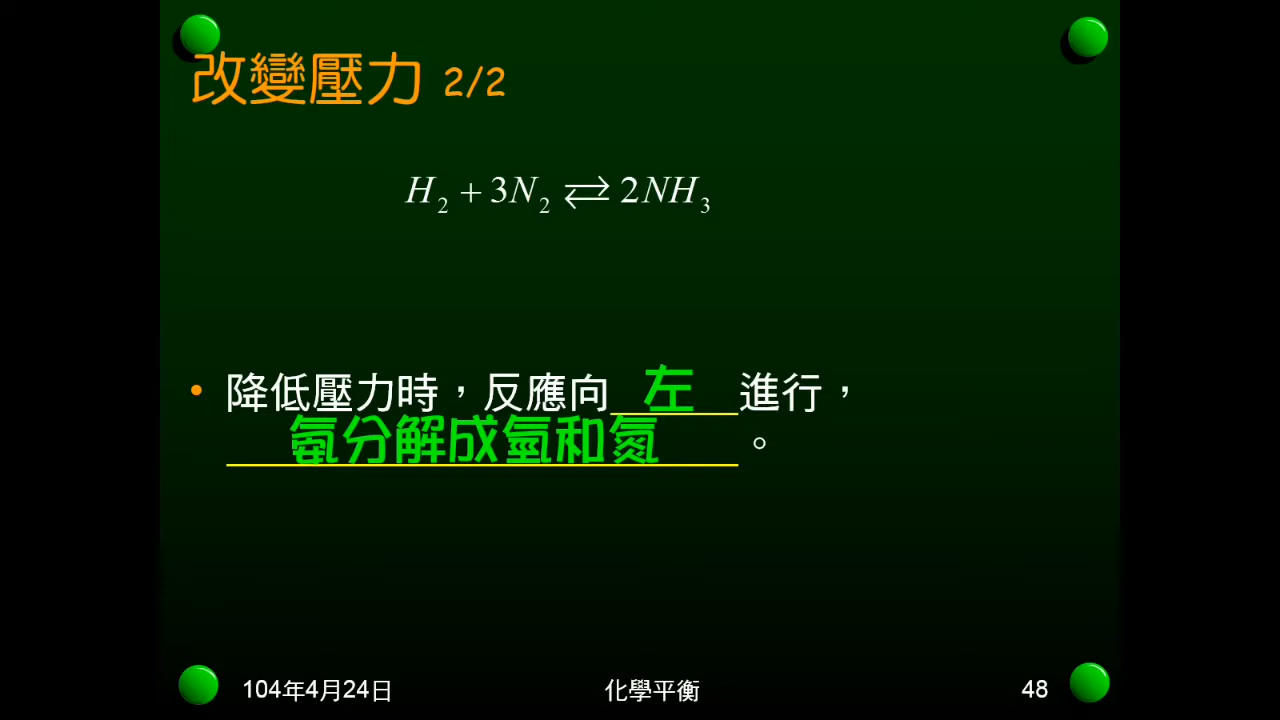 改變壓力 2/2
H₂ + 3N₂ ⇄ 2NH₃
• 降低壓力時，反應向 左 進行，
氨分解成氫和氮 。
104年4月24日 化學平衡 48